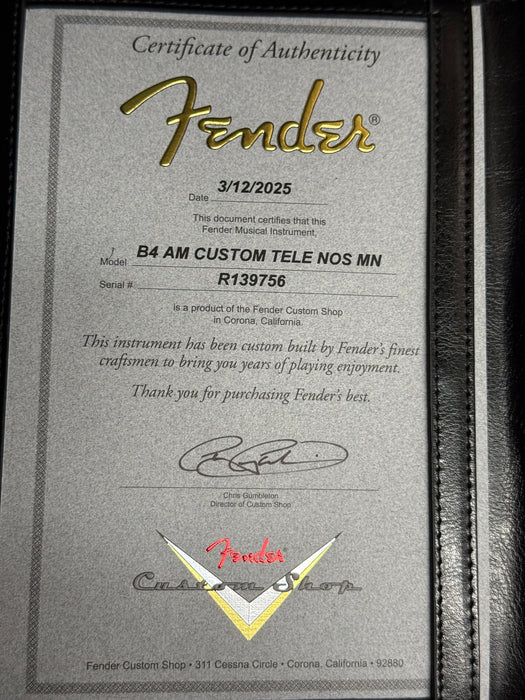 Certificate of Authenticity
Fender®
Date 3/12/2025
This document certifies that this
Fender Musical Instrument,
Model B4 AM CUSTOM TELE NOS MN
Serial # R139756
is a product of the Fender Custom Shop
in Corona, California.
This instrument has been custom built by Fender's finest
craftsmen to bring you years of playing enjoyment.
Thank you for purchasing Fender's best.
Chris Gumbleton
Director of Custom Shop
Fender
Custom Shop
Fender Custom Shop • 311 Cessna Circle • Corona, California • 92880